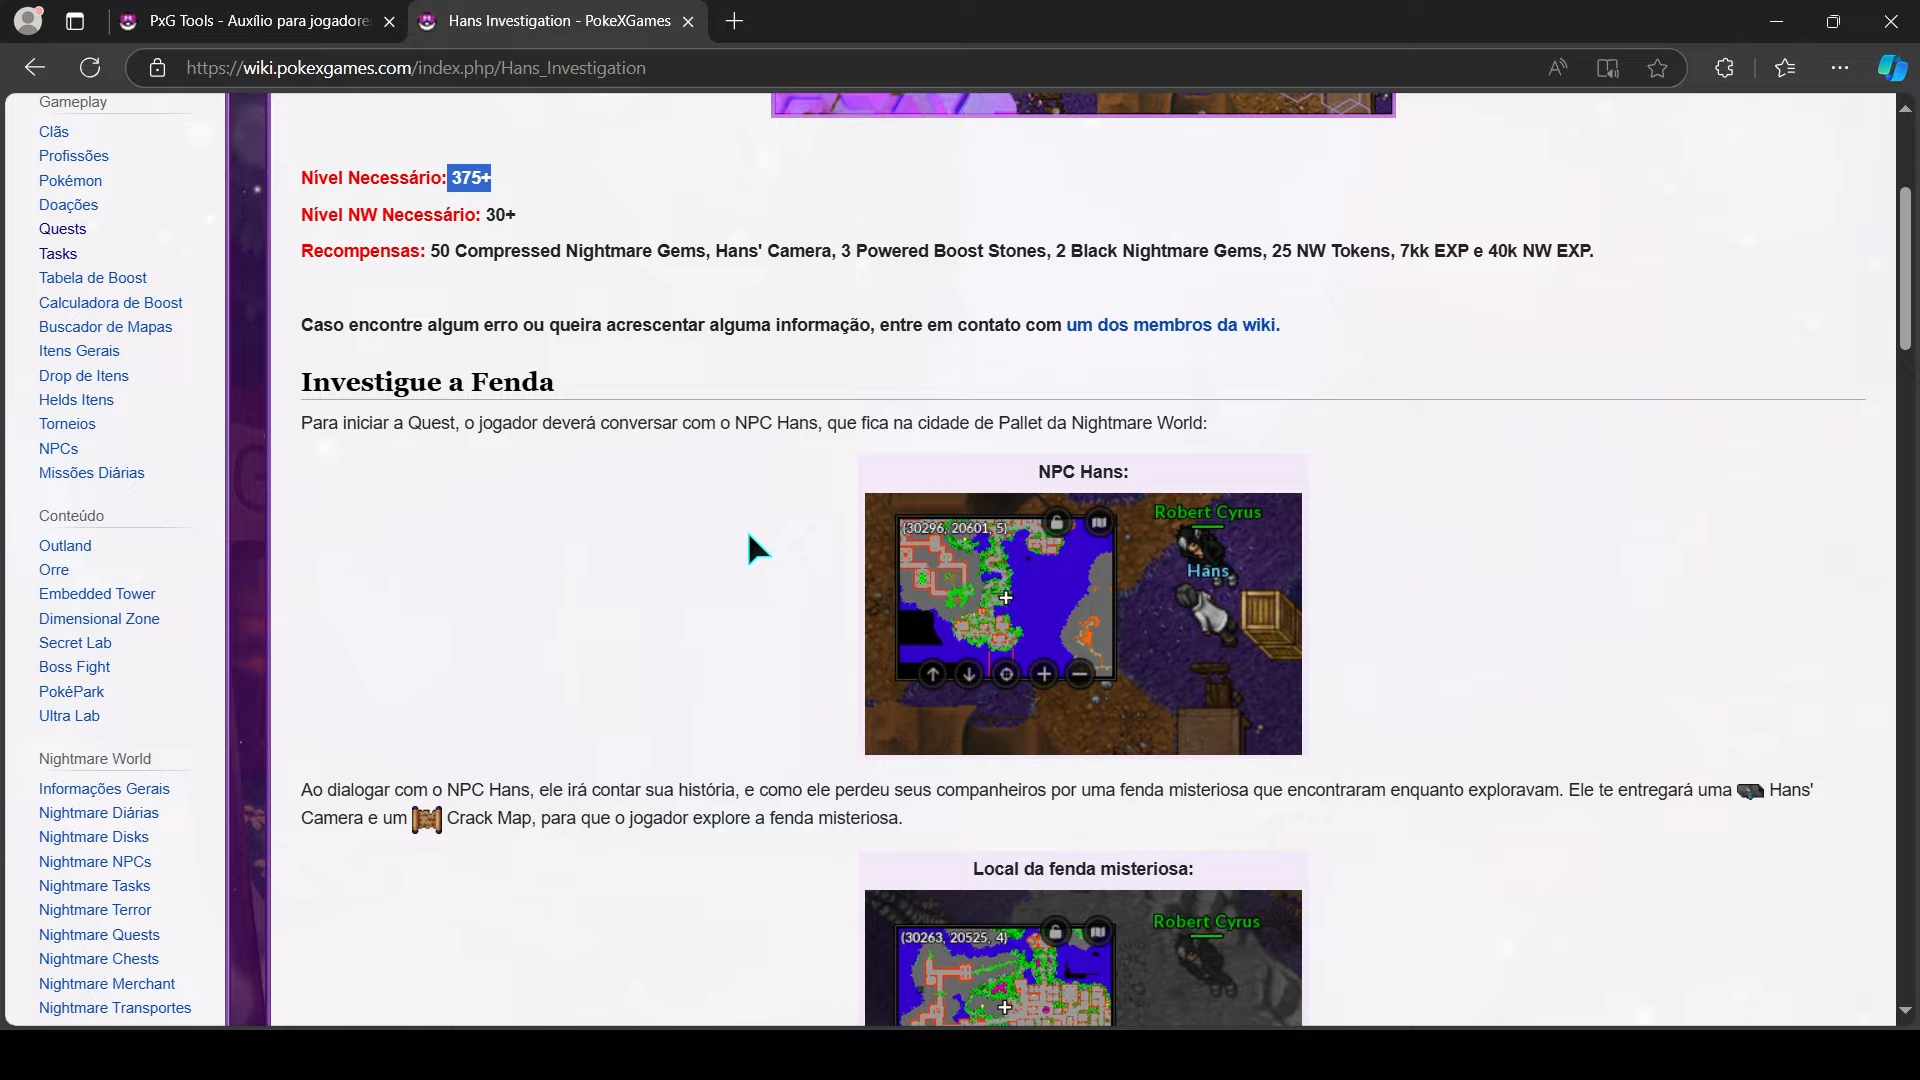 PxG Tools - Auxílio para jogadores
Hans Investigation - PokeXGames
https://wiki.pokexgames.com/index.php/Hans_Investigation
Gameplay
Clãs
Profissões
Pokémon
Doações
Quests
Tasks
Tabela de Boost
Calculadora de Boost
Buscador de Mapas
Itens Gerais
Drop de Itens
Helds Itens
Torneios
NPCs
Missões Diárias
Conteúdo
Outland
Orre
Embedded Tower
Dimensional Zone
Secret Lab
Boss Fight
PokéPark
Ultra Lab
Nightmare World
Informações Gerais
Nightmare Diárias
Nightmare Disks
Nightmare NPCs
Nightmare Tasks
Nightmare Terror
Nightmare Quests
Nightmare Chests
Nightmare Merchant
Nightmare Transportes
Nível Necessário: 375+
Nível NW Necessário: 30+
Recompensas: 50 Compressed Nightmare Gems, Hans' Camera, 3 Powered Boost Stones, 2 Black Nightmare Gems, 25 NW Tokens, 7kk EXP e 40k NW EXP.
Caso encontre algum erro ou queira acrescentar alguma informação, entre em contato com um dos membros da wiki.
Investigue a Fenda
Para iniciar a Quest, o jogador deverá conversar com o NPC Hans, que fica na cidade de Pallet da Nightmare World:
NPC Hans:
(30296, 20601, 5)
Robert Cyrus
Hans
Ao dialogar com o NPC Hans, ele irá contar sua história, e como ele perdeu seus companheiros por uma fenda misteriosa que encontraram enquanto exploravam. Ele te entregará uma Hans'
Camera e um Crack Map, para que o jogador explore a fenda misteriosa.
Local da fenda misteriosa:
(30263, 20525, 4)
Robert Cyrus